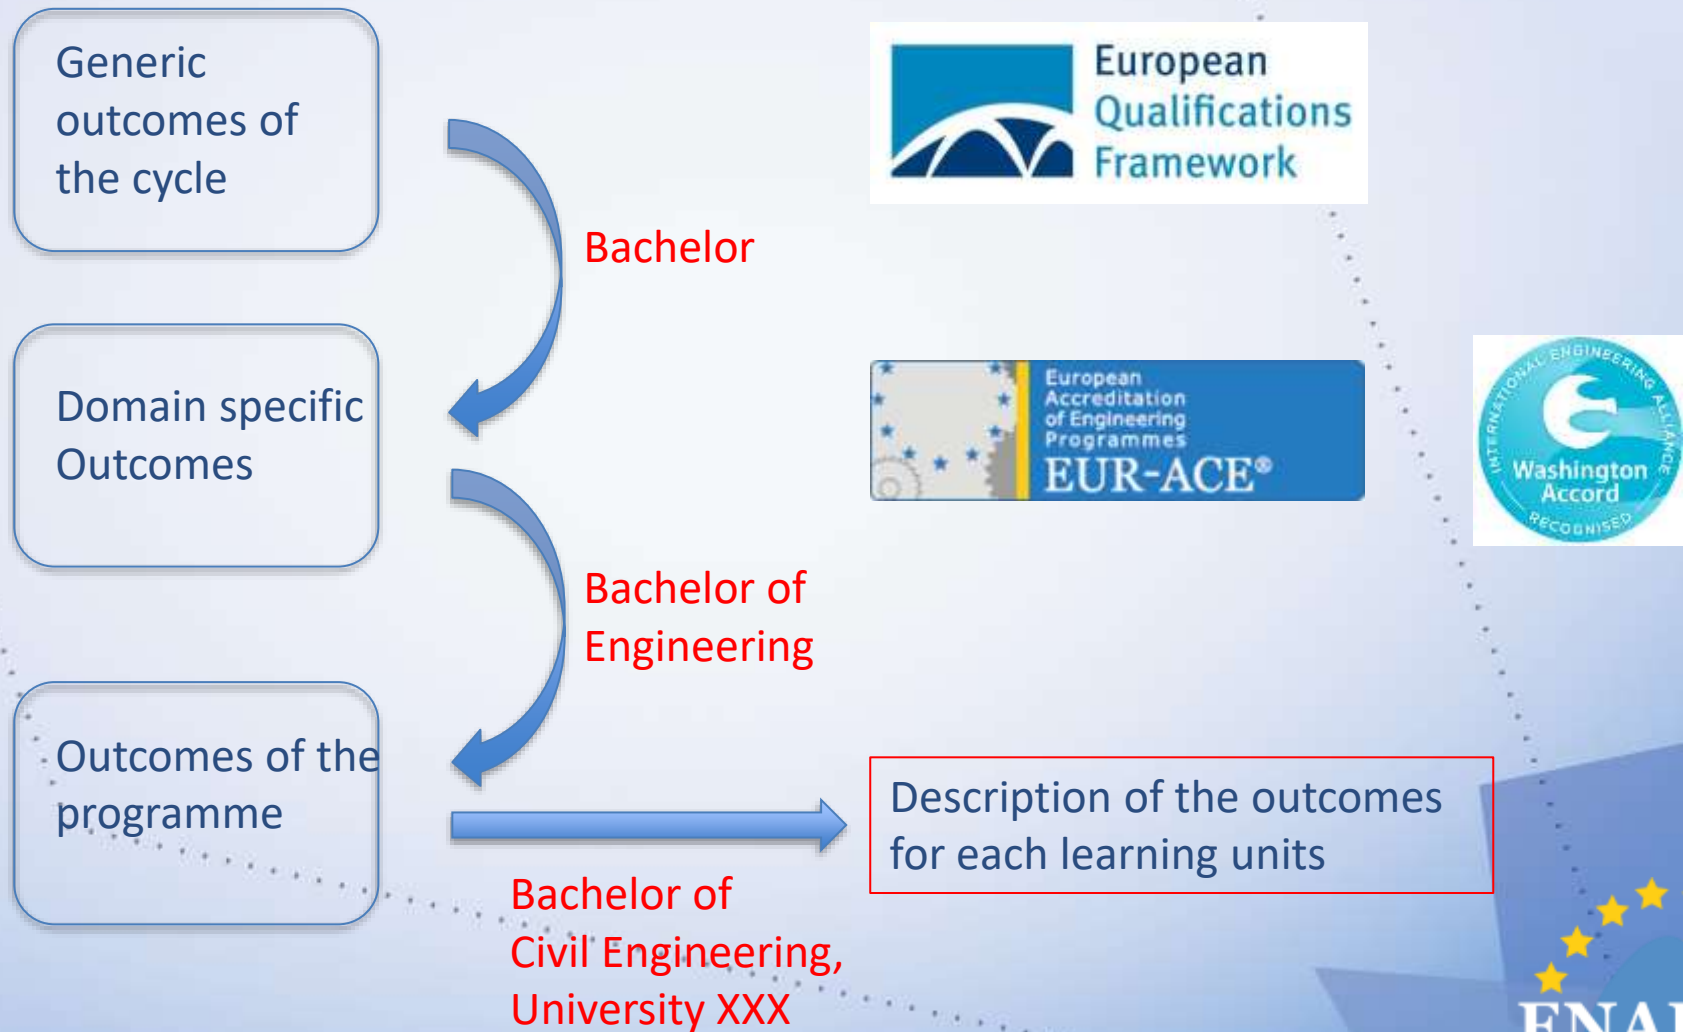 Generic
outcomes of
the cycle
European
Qualifications
Framework
Bachelor
Domain specific
Outcomes
European
Accreditation
of Engineering
Programmes
EUR-ACE®
INTERNATIONAL ENGINEERING ALLIANCE
Washington
Accord
RECOGNISED
Bachelor of
Engineering
Outcomes of the
programme
Description of the outcomes
for each learning units
Bachelor of
Civil Engineering,
University XXX